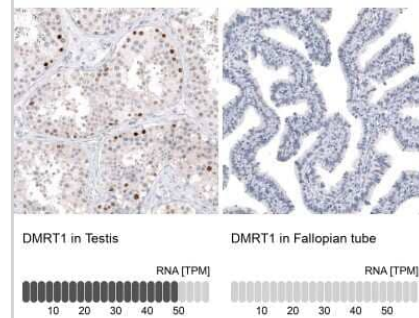 DMRT1 in Testis
RNA [TPM]
10 20 30 40 50
DMRT1 in Fallopian tube
RNA [TPM]
10 20 30 40 50